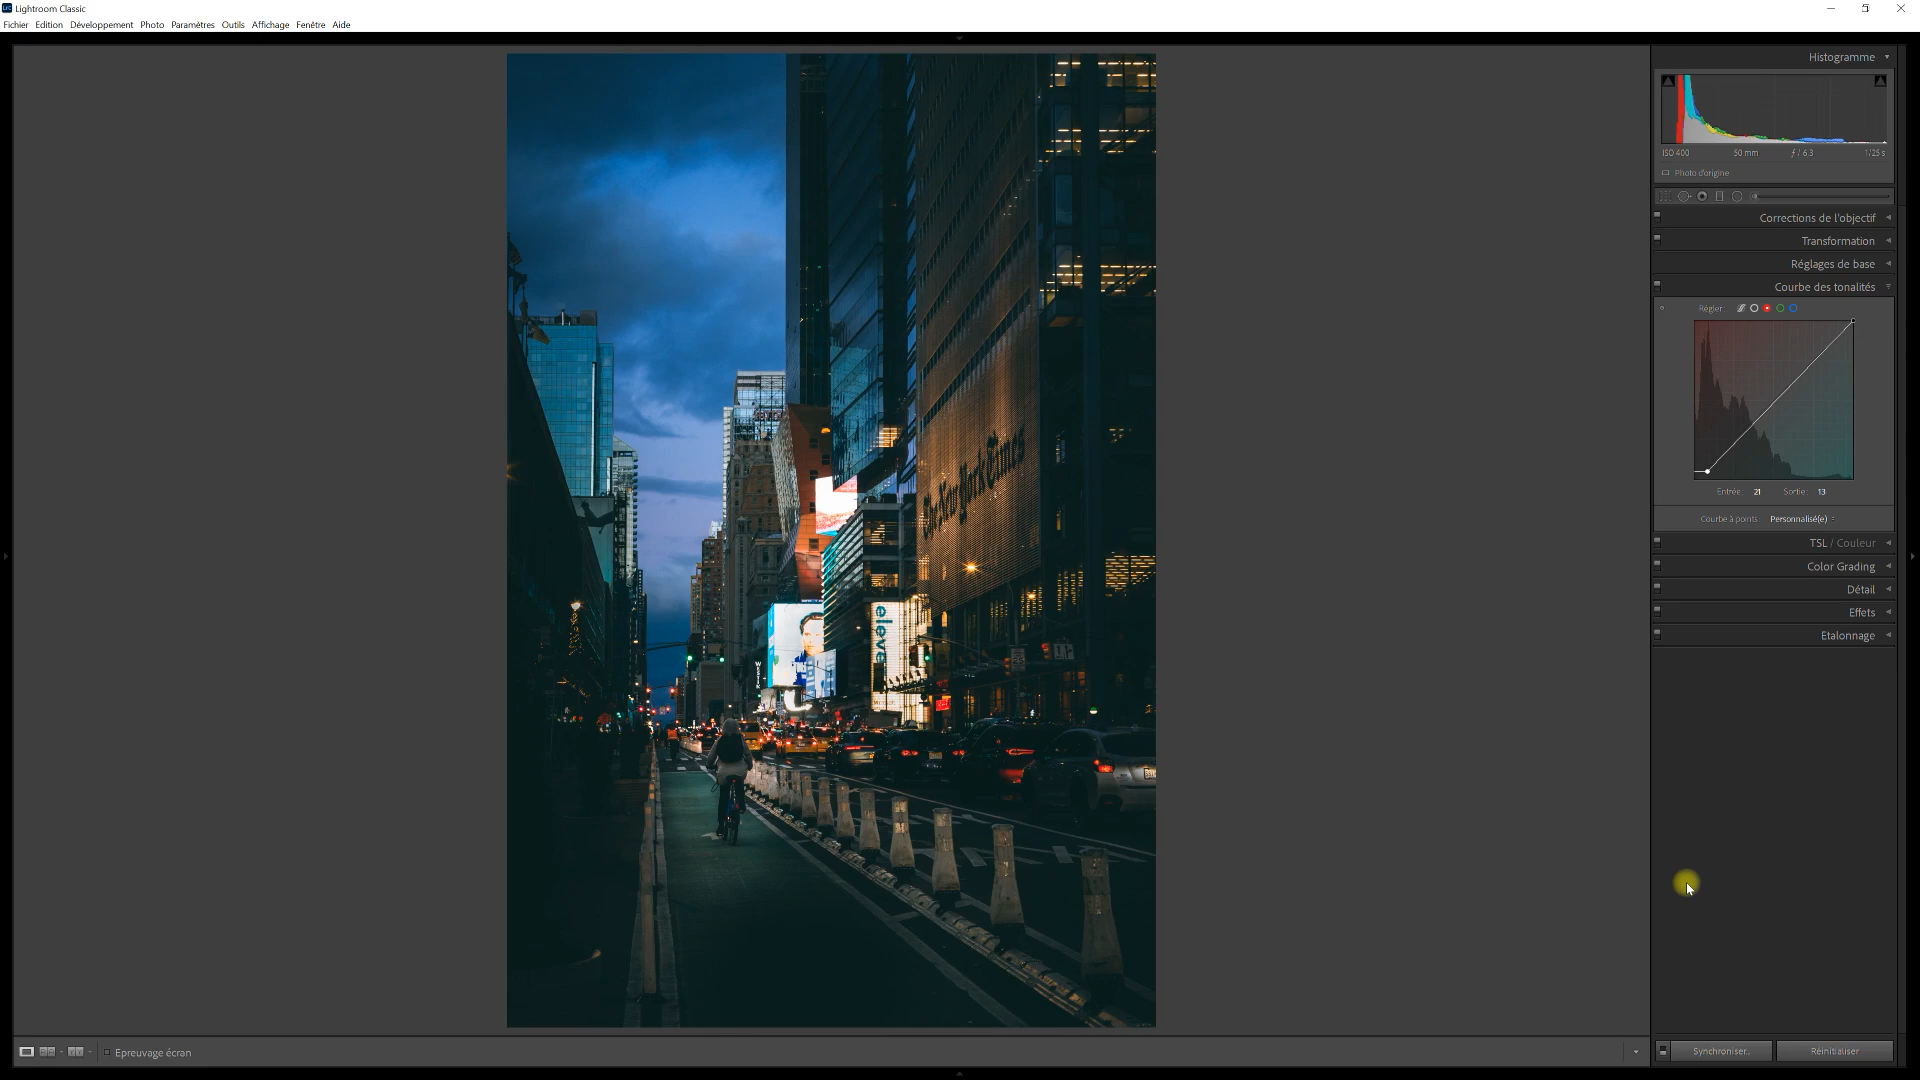 Lightroom Classic
Fichier Edition Développement Photo Paramètres Outils Affichage Fenêtre Aide
Histogramme
ISO 400 50 mm ƒ / 6,3 1/25 s
Photo d'origine
Corrections de l'objectif
Transformation
Réglages de base
Courbe des tonalités
Régler :
Entrée : 21 Sortie : 13
Courbe à points : Personnalisé(e)
TSL / Couleur
Color Grading
Détail
Effets
Etalonnage
The New York Times
eleve
Epreuvage écran
Synchroniser... Réinitialiser